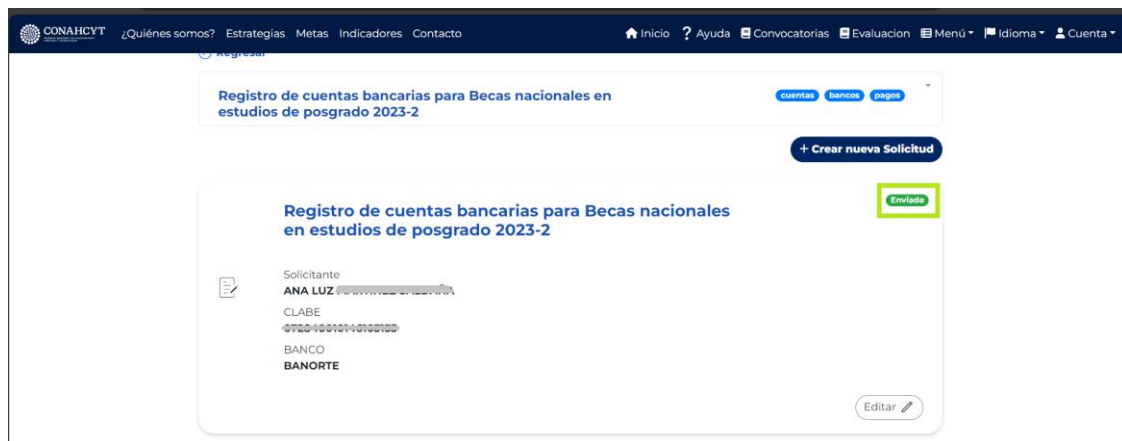 CONAHCYT ¿Quiénes somos? Estrategias Metas Indicadores Contacto Inicio ? Ayuda Convocatorias Evaluacion Menú Idioma Cuenta
Regresar
Registro de cuentas bancarias para Becas nacionales en
estudios de posgrado 2023-2
cuentas bancos pagos
+ Crear nueva Solicitud
Enviada
Registro de cuentas bancarias para Becas nacionales
en estudios de posgrado 2023-2
Solicitante
ANA LUZ
CLABE
BANCO
BANORTE
Editar